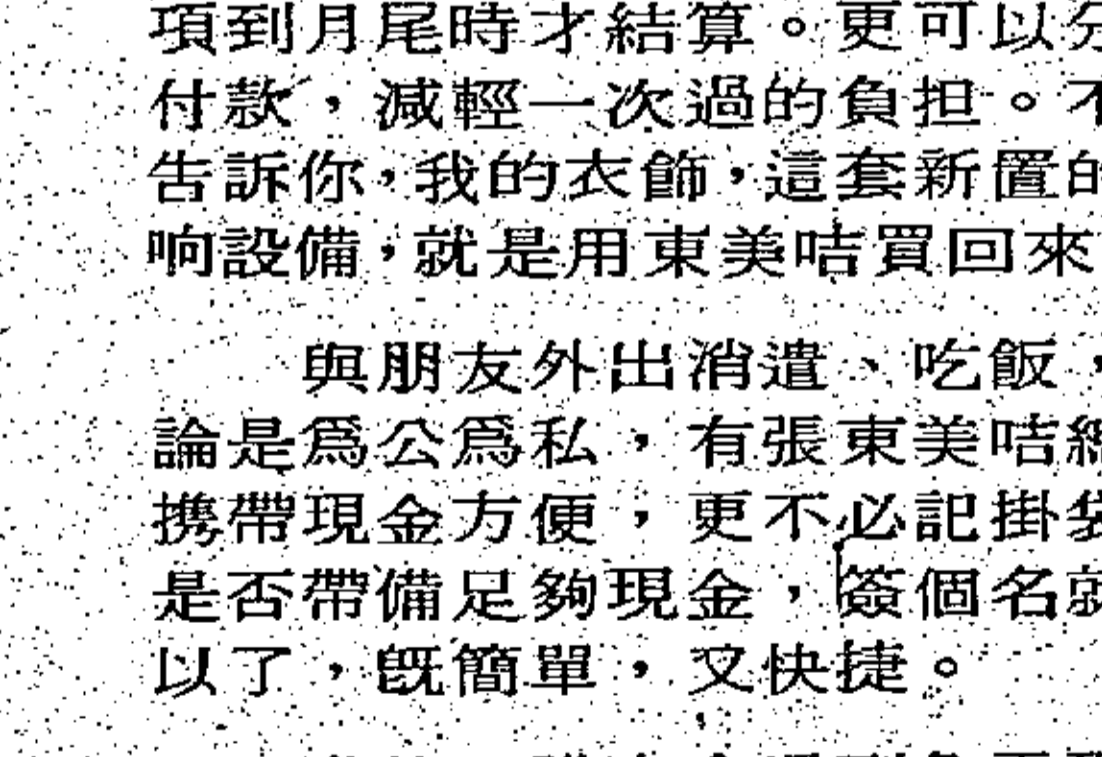 項到月尾時才結算。更可以分
付款，減輕一次過的負担。不
告訴你，我的衣飾，這套新置的
响設備，就是用東美咭買回來
與朋友外出消遣、吃飯，
論是爲公爲私，有張東美咭總
携帶現金方便，更不必記掛袋
是否帶備足夠現金，簽個名就
以了，旣簡單，又快捷。